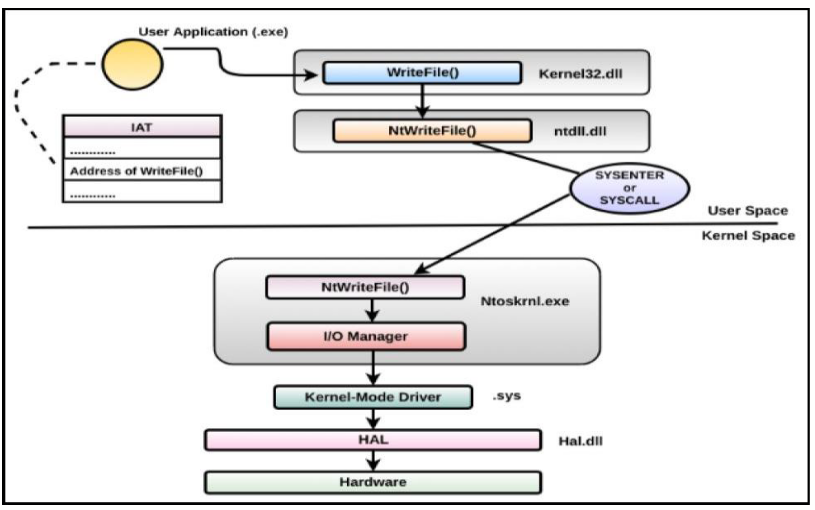 User Application (.exe)
WriteFile()
Kernel32.dll
NtWriteFile()
ntdll.dll
IAT
............
Address of WriteFile()
............
SYSENTER
or
SYSCALL
User Space
Kernel Space
NtWriteFile()
Ntoskrnl.exe
I/O Manager
Kernel-Mode Driver
.sys
HAL
Hal.dll
Hardware